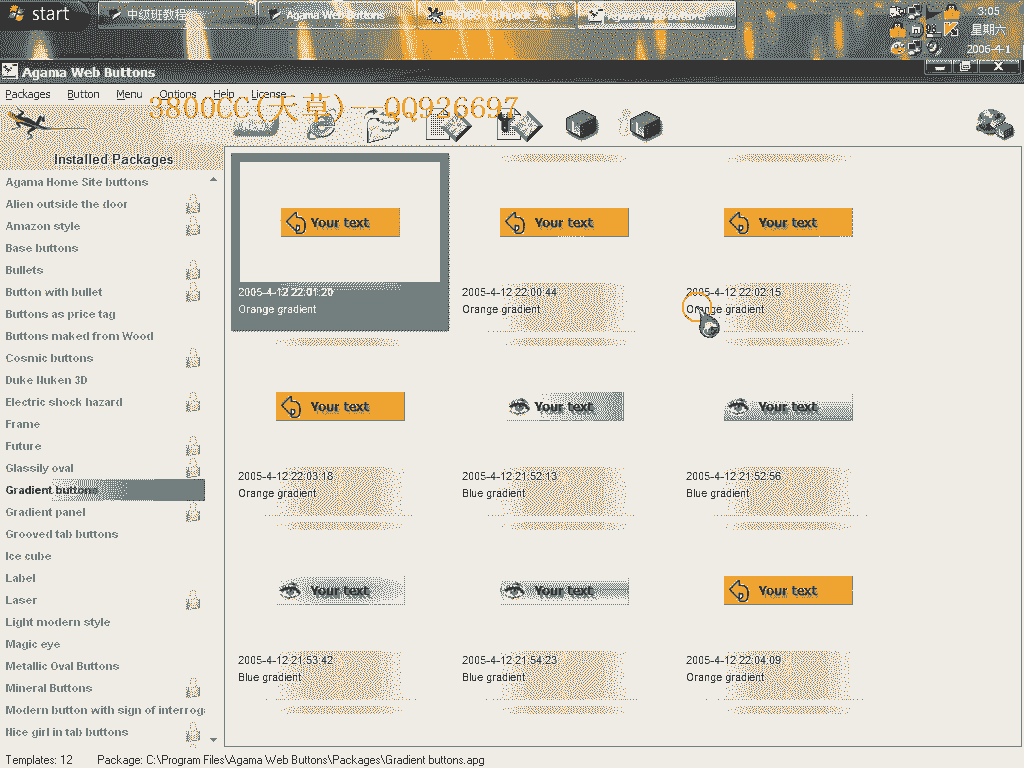 start
中级班教程
Agama Web Buttons
Agama Web Buttons
3:05
星期六
2006-4-1
Agama Web Buttons
Packages Button Menu Options Help License
3800CC(天草) QQ926697
Installed Packages
Agama Home Site buttons
Alien outside the door
Amazon style
Base buttons
Bullets
Button with bullet
Buttons as price tag
Buttons maked from Wood
Cosmic buttons
Duke Nuken 3D
Electric shock hazard
Frame
Future
Glassily oval
Gradient buttons
Gradient panel
Grooved tab buttons
Ice cube
Label
Laser
Light modern style
Magic eye
Metallic Oval Buttons
Mineral Buttons
Modern button with sign of interrog
Nice girl in tab buttons
Your text
2005-4-12 22:01:20
Orange gradient
Your text
2005-4-12 22:00:44
Orange gradient
Your text
2005-4-12 22:02:15
Orange gradient
Your text
2005-4-12 22:03:18
Orange gradient
Your text
2005-4-12 21:52:13
Blue gradient
Your text
2005-4-12 21:52:56
Blue gradient
Your text
2005-4-12 21:53:42
Blue gradient
Your text
2005-4-12 21:54:23
Blue gradient
Your text
2005-4-12 22:04:09
Orange gradient
Templates: 12 Package: C:\Program Files\Agama Web Buttons\Packages\Gradient buttons.apg